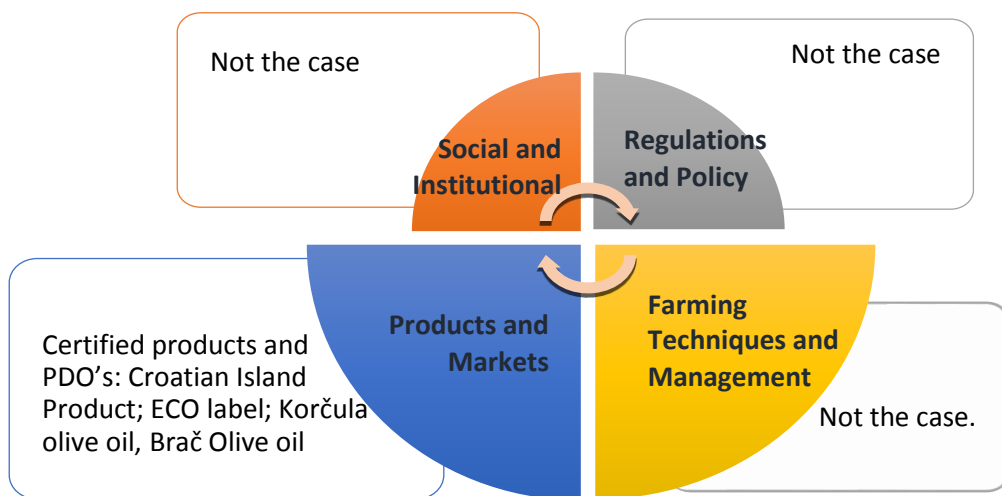 Not the case
Not the case
Social and
Institutional
Regulations
and Policy
Products and
Markets
Farming
Techniques and
Management
Certified products and
PDO’s: Croatian Island
Product; ECO label; Korčula
olive oil, Brač Olive oil
Not the case.